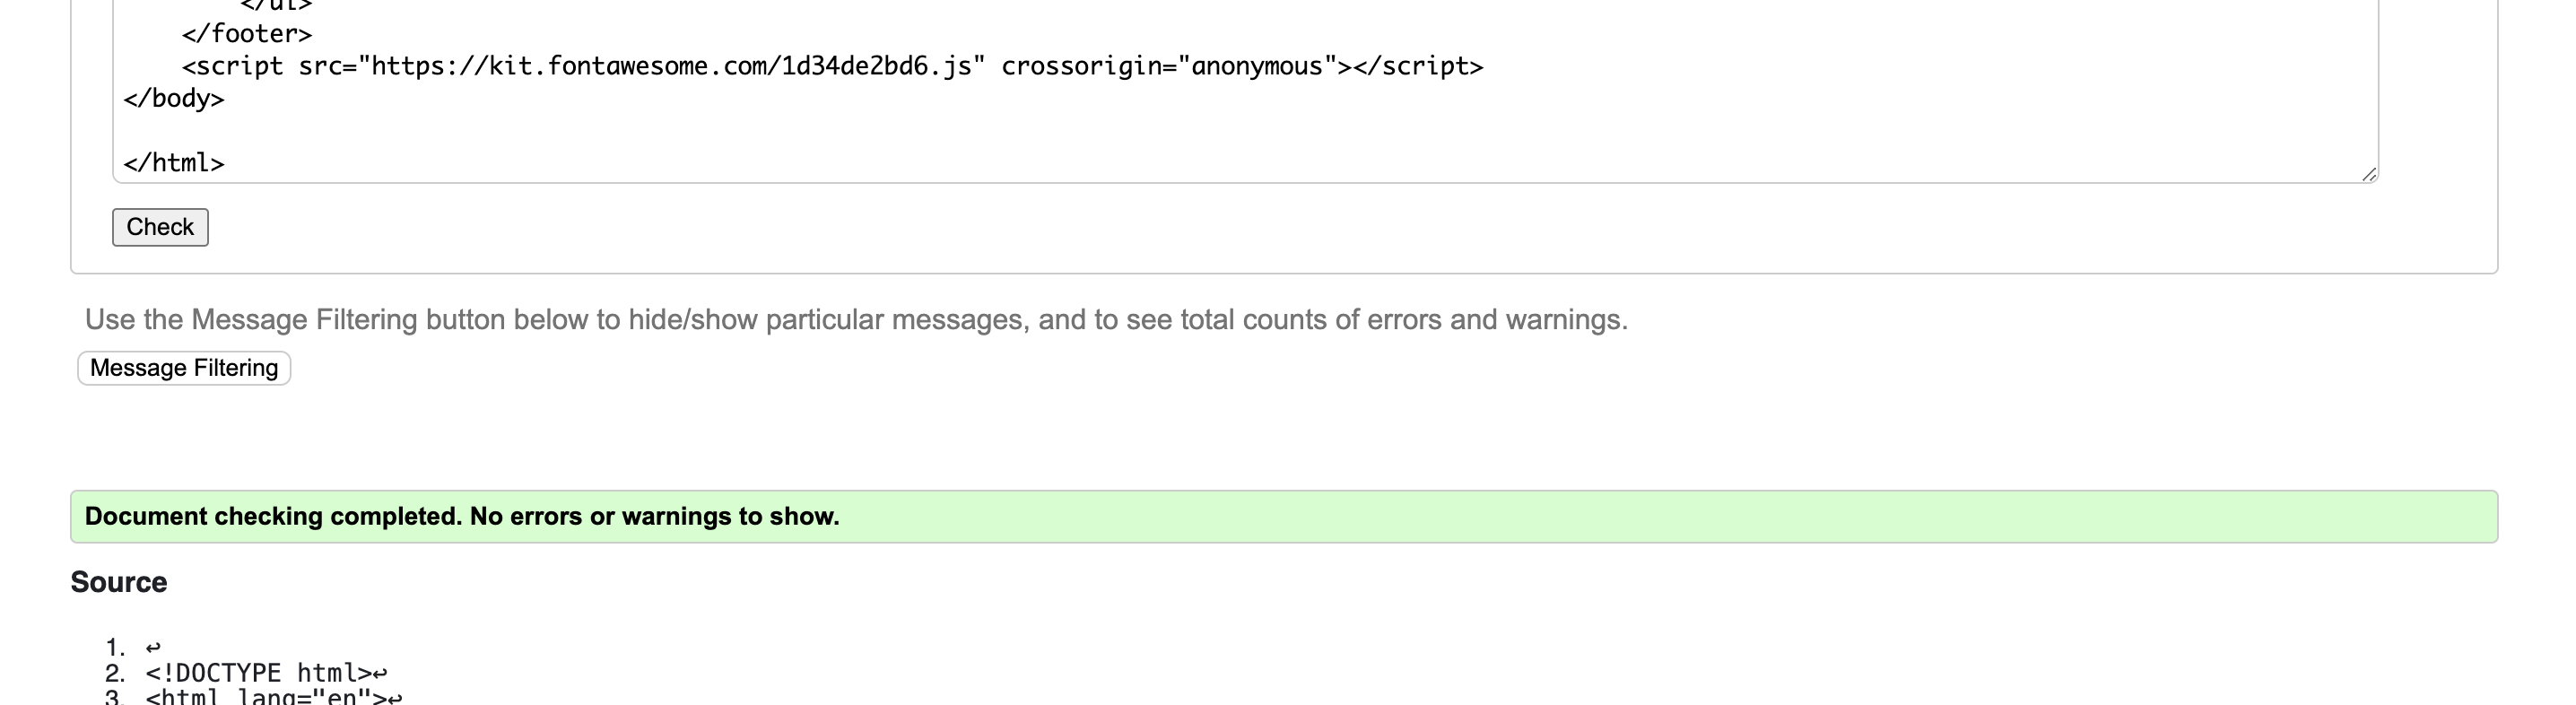 </ul>
</footer>
<script src="https://kit.fontawesome.com/1d34de2bd6.js" crossorigin="anonymous"></script>
</body>
</html>
Check
Use the Message Filtering button below to hide/show particular messages, and to see total counts of errors and warnings.
Message Filtering
Document checking completed. No errors or warnings to show.
Source
1. ↩
2. <!DOCTYPE html>↩
3. <html lang="en">↩